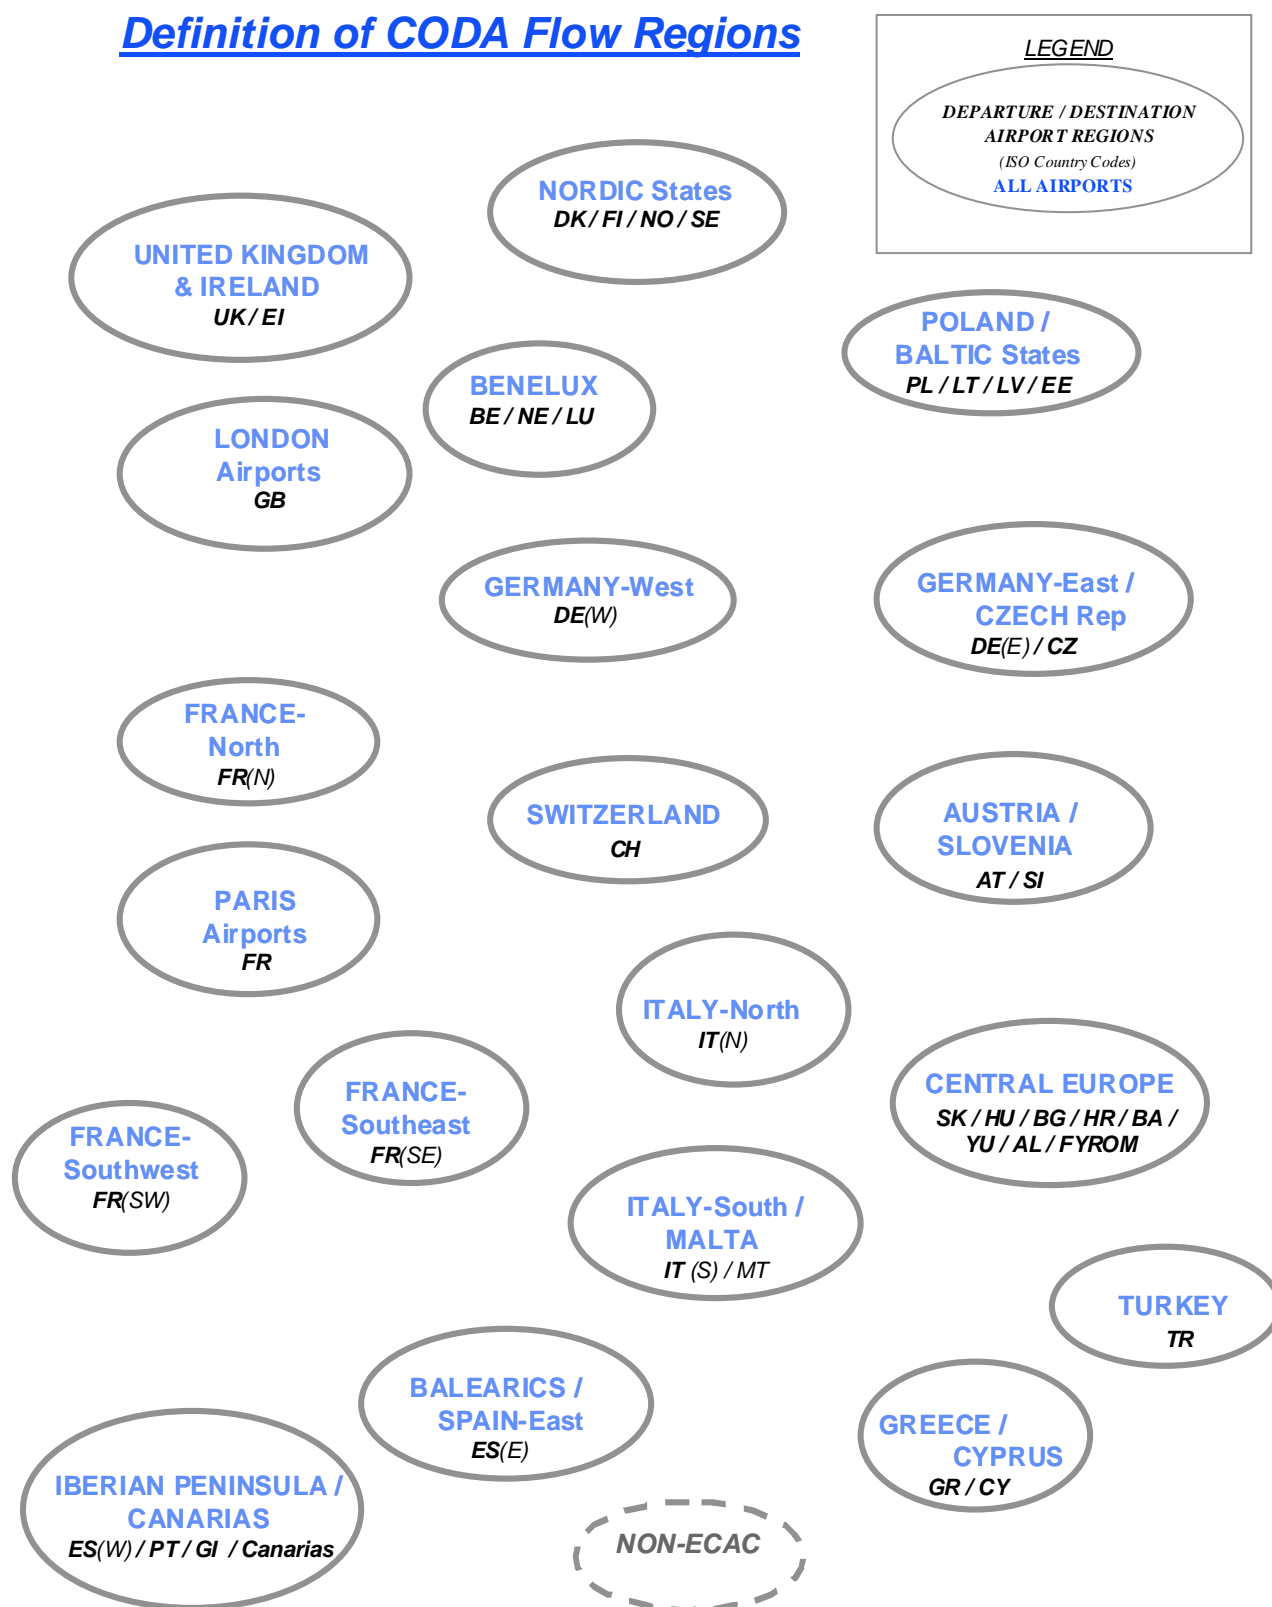 Definition of CODA Flow Regions
LEGEND
DEPARTURE / DESTINATION
AIRPORT REGIONS
(ISO Country Codes)
ALL AIRPORTS
NORDIC States
DK / FI / NO / SE
UNITED KINGDOM
& IRELAND
UK / EI
POLAND /
BALTIC States
PL / LT / LV / EE
BENELUX
BE / NE / LU
LONDON
Airports
GB
GERMANY-West
DE(W)
GERMANY-East /
CZECH Rep
DE(E) / CZ
FRANCE-
North
FR(N)
SWITZERLAND
CH
AUSTRIA /
SLOVENIA
AT / SI
PARIS
Airports
FR
ITALY-North
IT(N)
CENTRAL EUROPE
SK / HU / BG / HR / BA /
YU / AL / FYROM
FRANCE-
Southeast
FR(SE)
FRANCE-
Southwest
FR(SW)
ITALY-South /
MALTA
IT (S) / MT
TURKEY
TR
BALEARICS /
SPAIN-East
ES(E)
GREECE /
CYPRUS
GR / CY
IBERIAN PENINSULA /
CANARIAS
ES(W) / PT / GI / Canarias
NON-ECAC